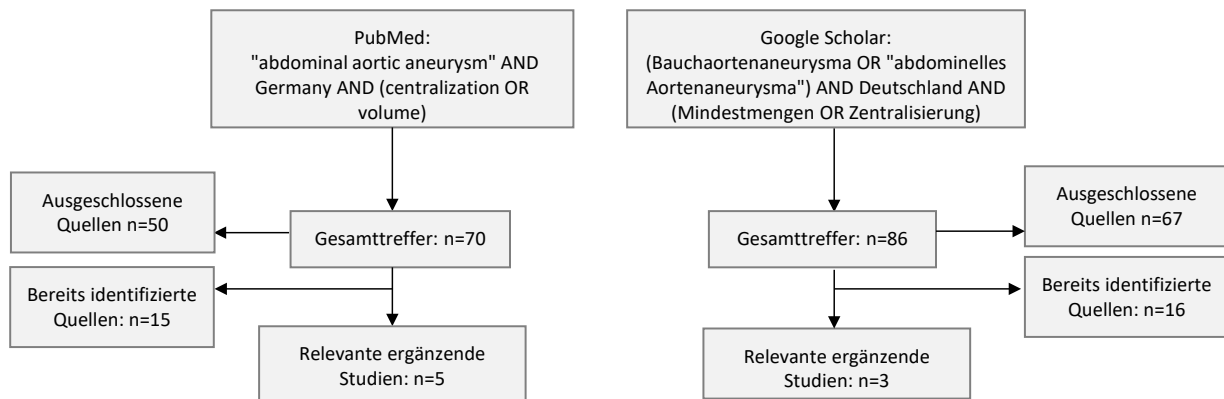 PubMed:
"abdominal aortic aneurysm" AND
Germany AND (centralization OR
volume)
Ausgeschlossene
Quellen n=50
Gesamttreffer: n=70
Bereits identifizierte
Quellen: n=15
Relevante ergänzende
Studien: n=5
Google Scholar:
(Bauchaortenaneurysma OR "abdominelles
Aortenaneurysma") AND Deutschland AND
(Mindestmengen OR Zentralisierung)
Ausgeschlossene
Quellen n=67
Gesamttreffer: n=86
Bereits identifizierte
Quellen: n=16
Relevante ergänzende
Studien: n=3